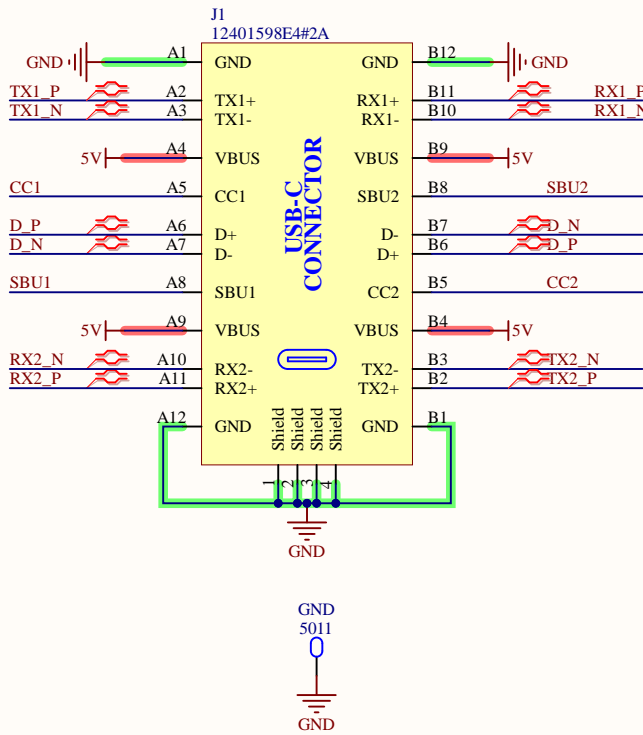 J1
12401598E4#2A
GND A1 GND GND B12 GND
TX1_P A2 TX1+ RX1+ B11 RX1_P
TX1_N A3 TX1- RX1- B10 RX1_N
5V A4 VBUS VBUS B9 5V
CC1 A5 CC1 SBU2 B8 SBU2
D_P A6 D+ D- B7 D_N
D_N A7 D- D+ B6 D_P
SBU1 A8 SBU1 CC2 B5 CC2
5V A9 VBUS VBUS B4 5V
RX2_N A10 RX2- TX2- B3 TX2_N
RX2_P A11 RX2+ TX2+ B2 TX2_P
A12 GND GND B1
USB-C
CONNECTOR
Shield Shield Shield Shield
1 2 3 4
GND
GND
5011
GND